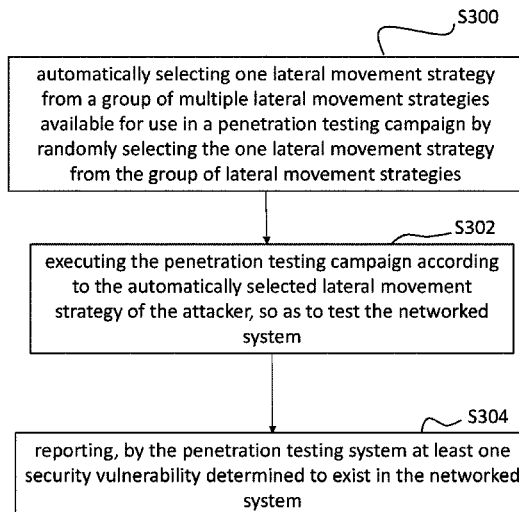 S300
automatically selecting one lateral movement strategy
from a group of multiple lateral movement strategies
available for use in a penetration testing campaign by
randomly selecting the one lateral movement strategy
from the group of lateral movement strategies
S302
executing the penetration testing campaign according
to the automatically selected lateral movement
strategy of the attacker, so as to test the networked
system
S304
reporting, by the penetration testing system at least one
security vulnerability determined to exist in the networked
system